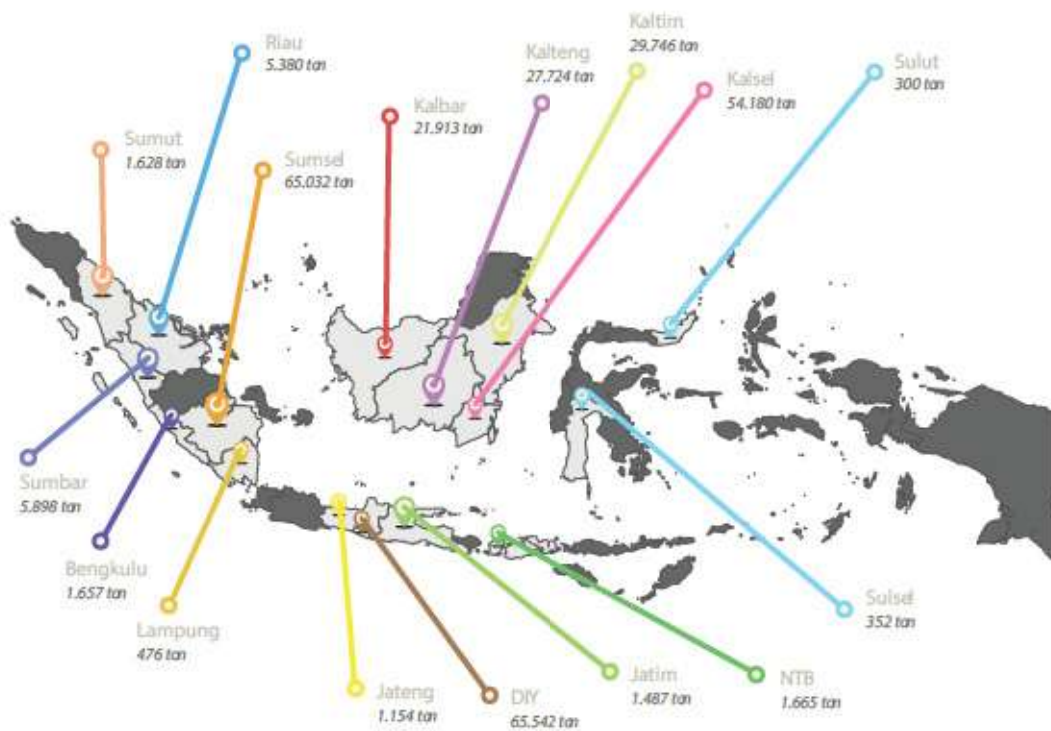 Kaltim
29.746 ton
Riau
5.380 ton
Kalteng
27.724 ton
Sulut
300 ton
Kalsel
54.180 ton
Kalbar
21.913 ton
Sumut
1.628 ton
Sumsel
65.032 ton
Sumbar
5.898 ton
Bengkulu
1.657 ton
Lampung
476 ton
Sulsel
352 ton
Jateng
1.154 ton
DIY
65.542 ton
Jatim
1.487 ton
NTB
1.665 ton